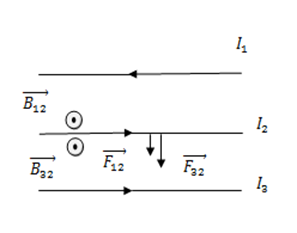 I₁
B₁₂
I₂
B₃₂ F₁₂ F₃₂
I₃